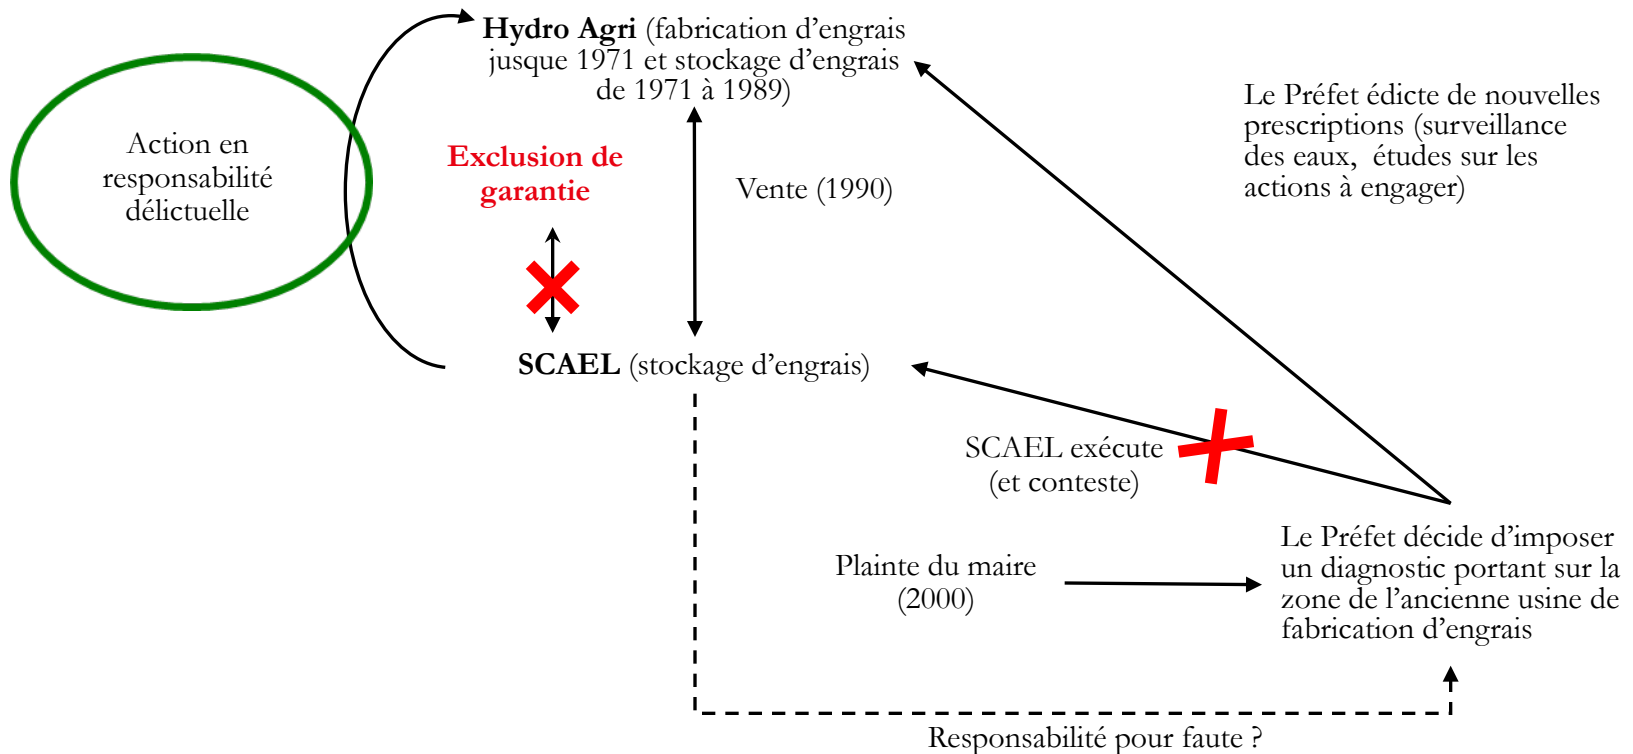 Hydro Agri (fabrication d’engrais
jusque 1971 et stockage d’engrais
de 1971 à 1989)
Action en
responsabilité
délictuelle
Exclusion de
garantie
Vente (1990)
Le Préfet édicte de nouvelles
prescriptions (surveillance
des eaux, études sur les
actions à engager)
SCAEL (stockage d’engrais)
SCAEL exécute
(et conteste)
Plainte du maire
(2000)
Le Préfet décide d’imposer
un diagnostic portant sur la
zone de l’ancienne usine de
fabrication d’engrais
Responsabilité pour faute ?